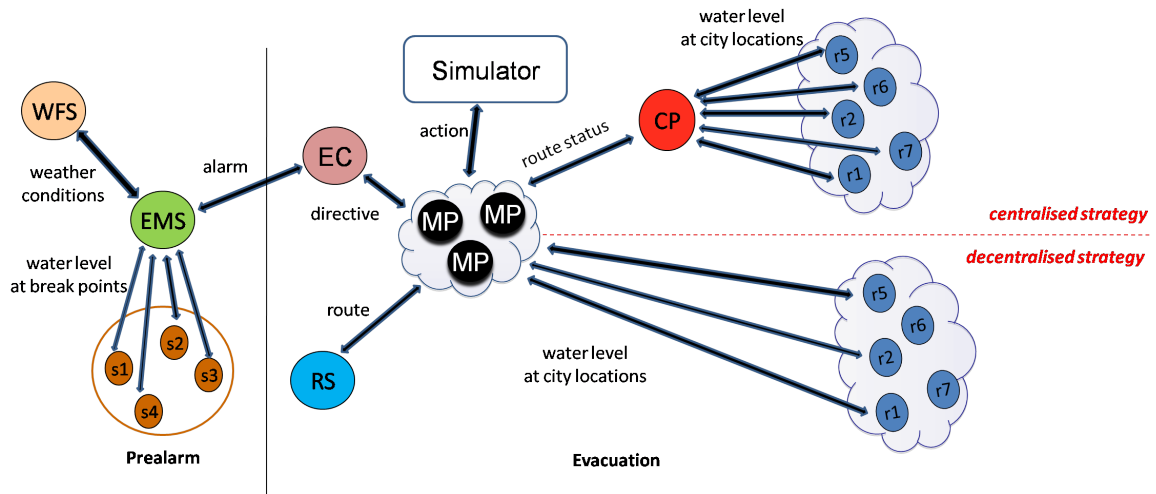 WFS
weather
conditions
EMS
alarm
water level
at break points
s1
s2
s3
s4
Prealarm
EC
directive
Simulator
action
MP
MP
MP
route
RS
route status
CP
water level
at city locations
r5
r6
r2
r7
r1
centralised strategy
decentralised strategy
water level
at city locations
r5
r6
r2
r7
r1
Evacuation